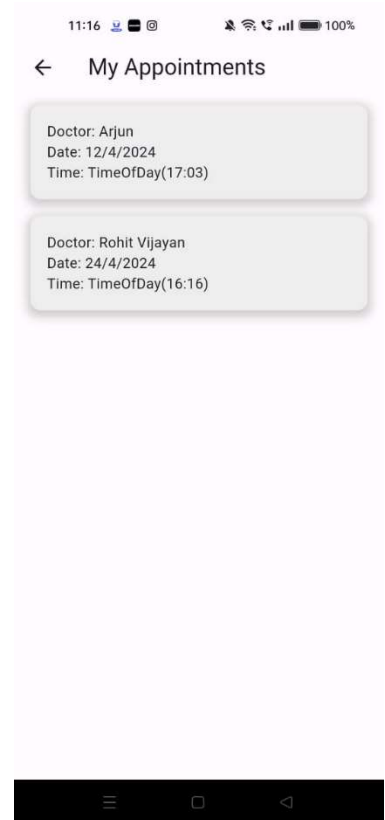 11:16 100%
My Appointments
Doctor: Arjun
Date: 12/4/2024
Time: TimeOfDay(17:03)
Doctor: Rohit Vijayan
Date: 24/4/2024
Time: TimeOfDay(16:16)